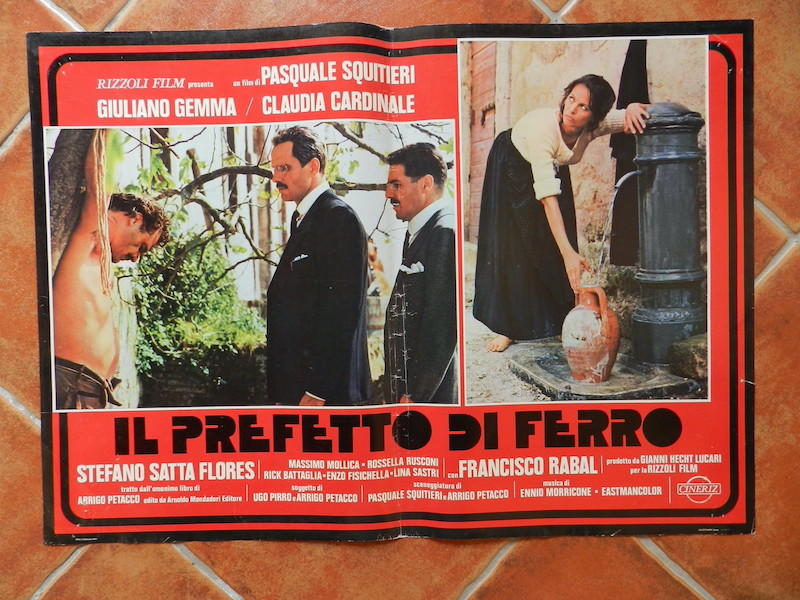 RIZZOLI FILM presenta un film di PASQUALE SQUITIERI
GIULIANO GEMMA / CLAUDIA CARDINALE
IL PREFETTO DI FERRO
STEFANO SATTA FLORES
MASSIMO MOLLICA • ROSSELLA RUSCONI
RICK BATTAGLIA • ENZO FISICHELLA • LINA SASTRI
con FRANCISCO RABAL
prodotto da GIANNI HECHT LUCARI
per la RIZZOLI FILM
tratto dall'omonimo libro di
ARRIGO PETACCO edito da Arnoldo Mondadori Editore
soggetto di
UGO PIRRO e ARRIGO PETACCO
sceneggiatura di
PASQUALE SQUITIERI e ARRIGO PETACCO
musica di
ENNIO MORRICONE • EASTMANCOLOR
CINERIZ